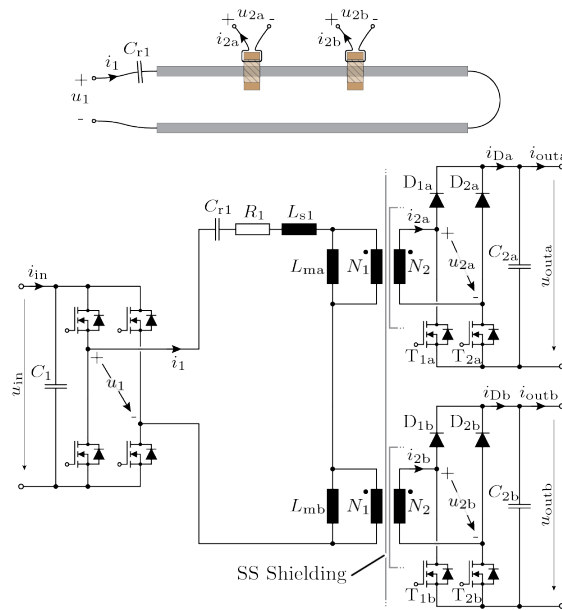 + u2a -
+ u2b -
i2a
i2b
Cr1
i1
+
u1
-
iDa
iouta
D1a
D2a
Cr1
R1
Ls1
i2a
+
u2a
-
C2a
uouta
Lma
N1
N2
iin
T1a
T2a
C1
uin
+
u1
-
i1
iDb
ioutb
D1b
D2b
i2b
+
u2b
-
C2b
uoutb
Lmb
N1
N2
SS Shielding
T1b
T2b